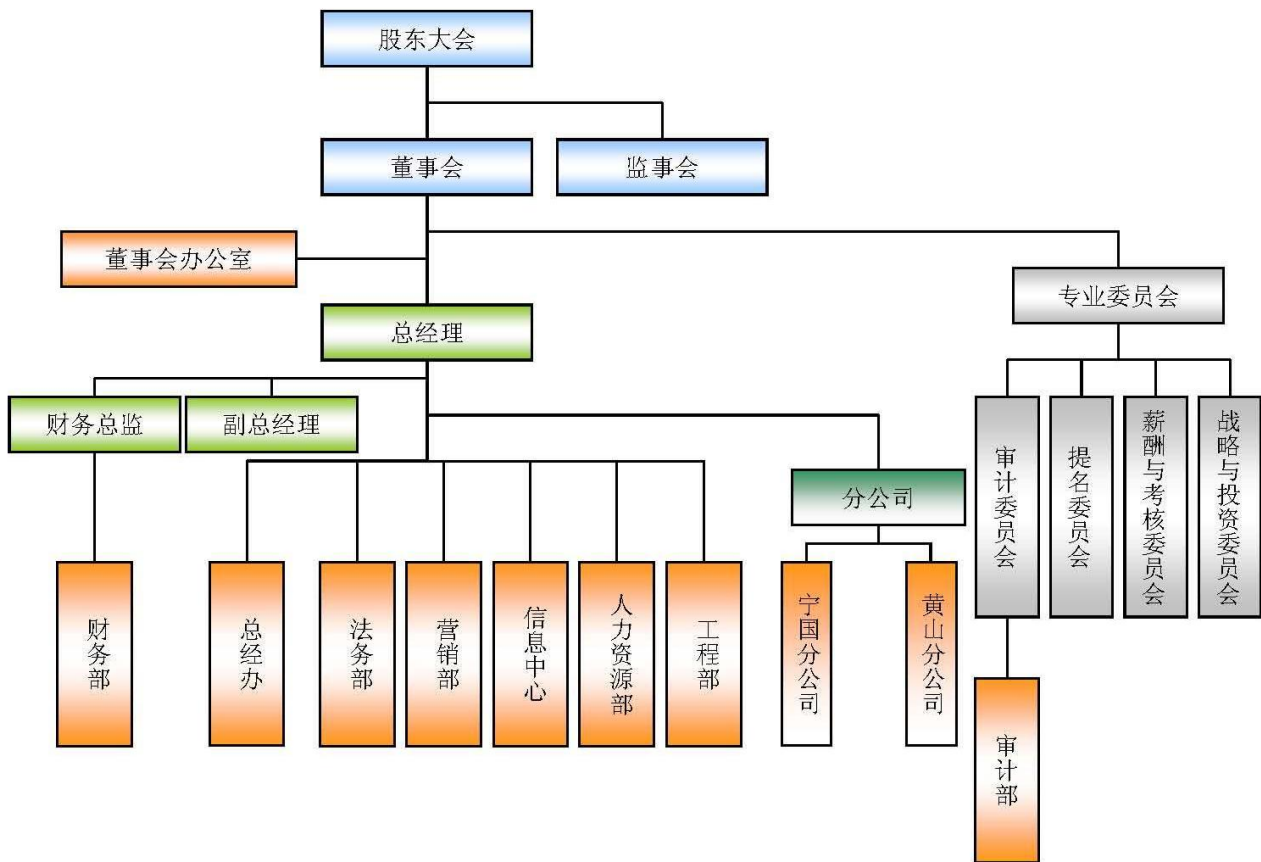 股东大会
董事会
监事会
董事会办公室
专业委员会
总经理
财务总监
副总经理
分公司
审计委员会
提名委员会
薪酬与考核委员会
战略与投资委员会
财务部
总经办
法务部
营销部
信息中心
人力资源部
工程部
宁国分公司
黄山分公司
审计部